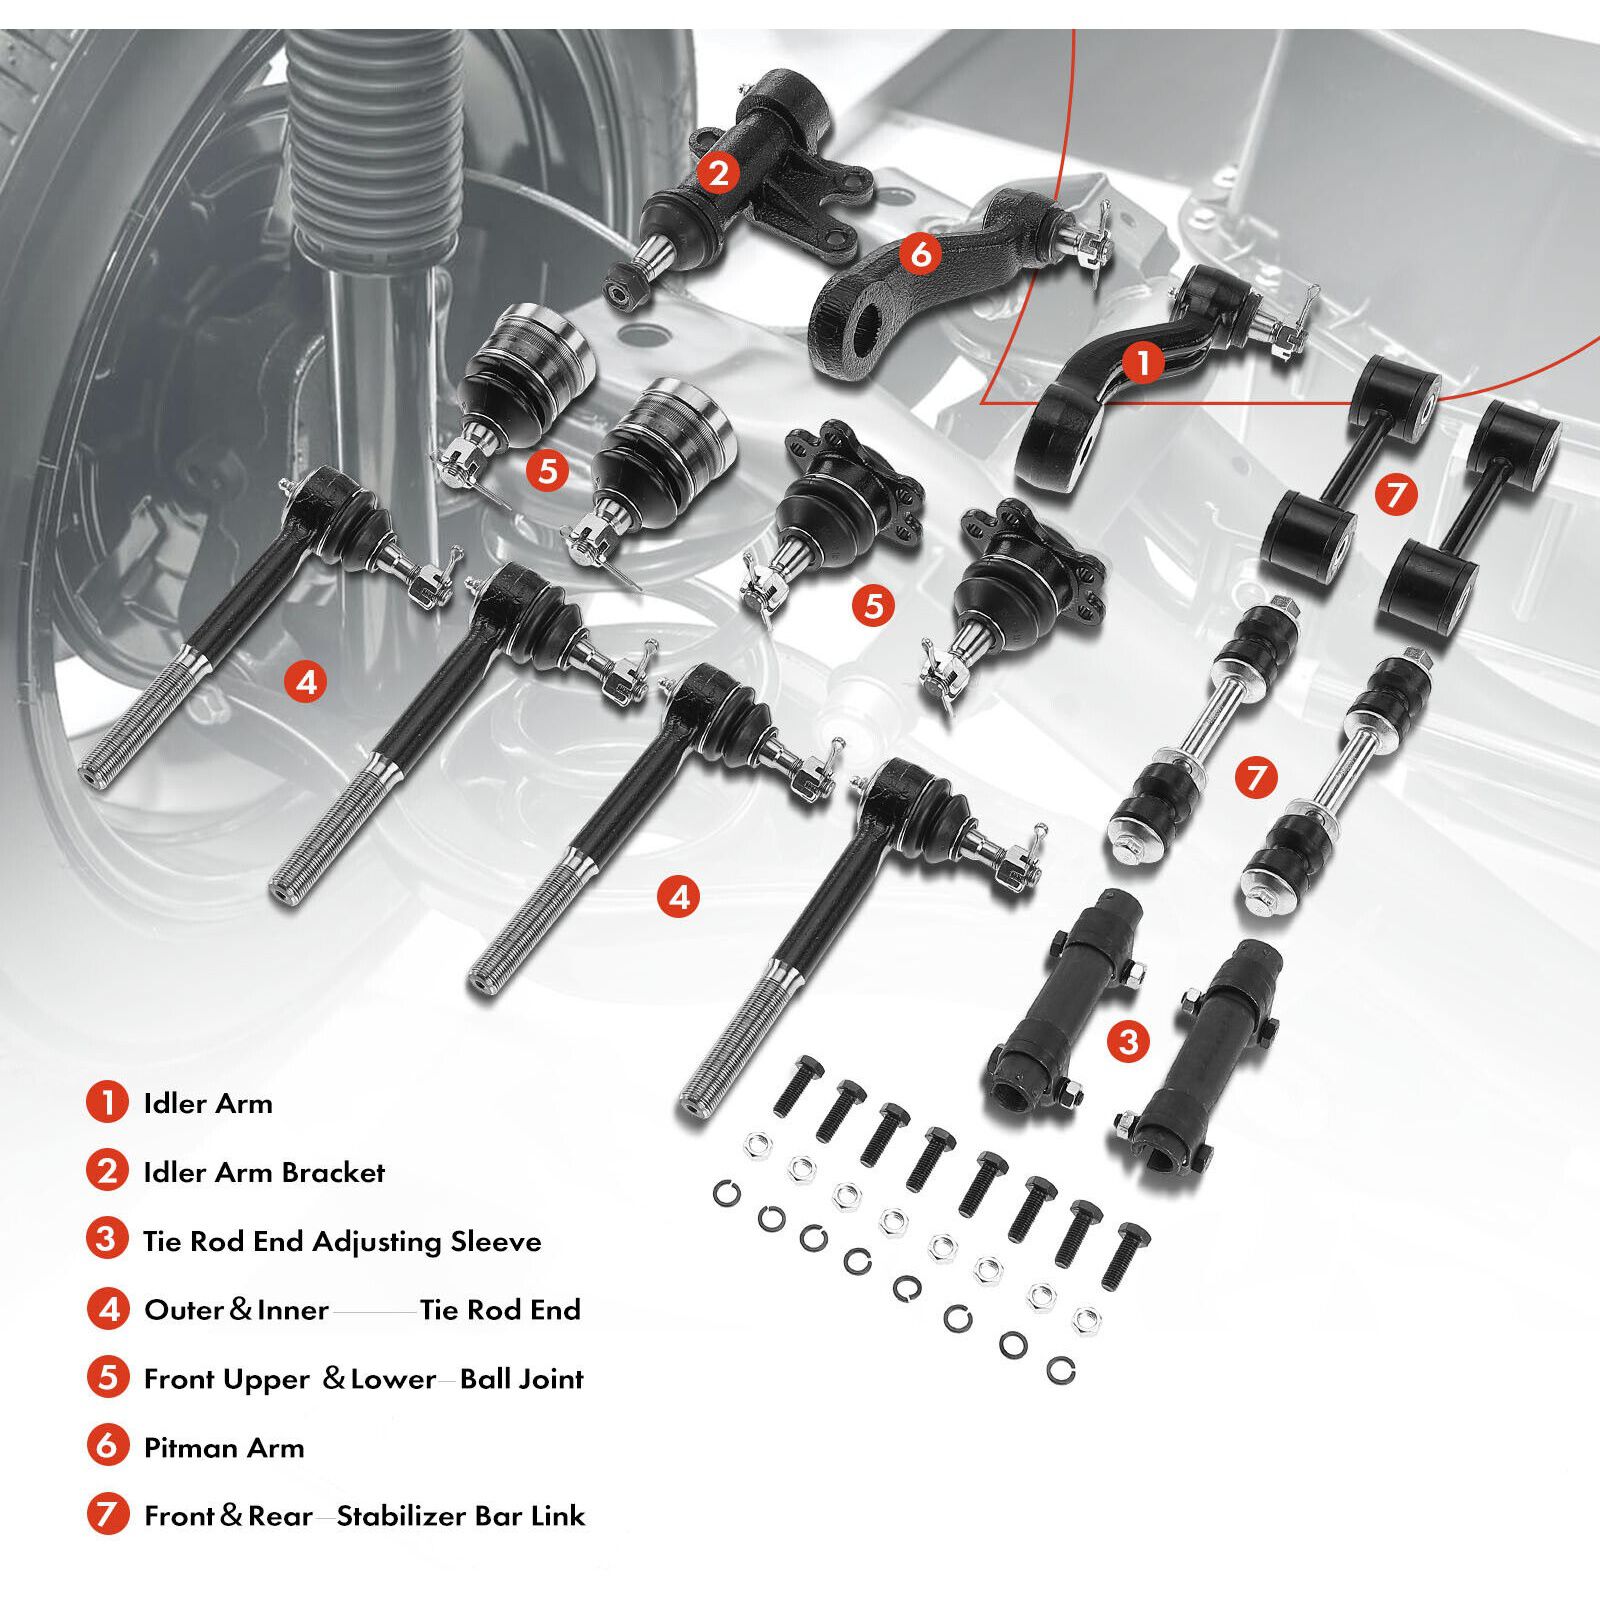 2
6
1
5
7
5
4
7
4
3
1 Idler Arm
2 Idler Arm Bracket
3 Tie Rod End Adjusting Sleeve
4 Outer & Inner Tie Rod End
5 Front Upper & Lower Ball Joint
6 Pitman Arm
7 Front & Rear Stabilizer Bar Link